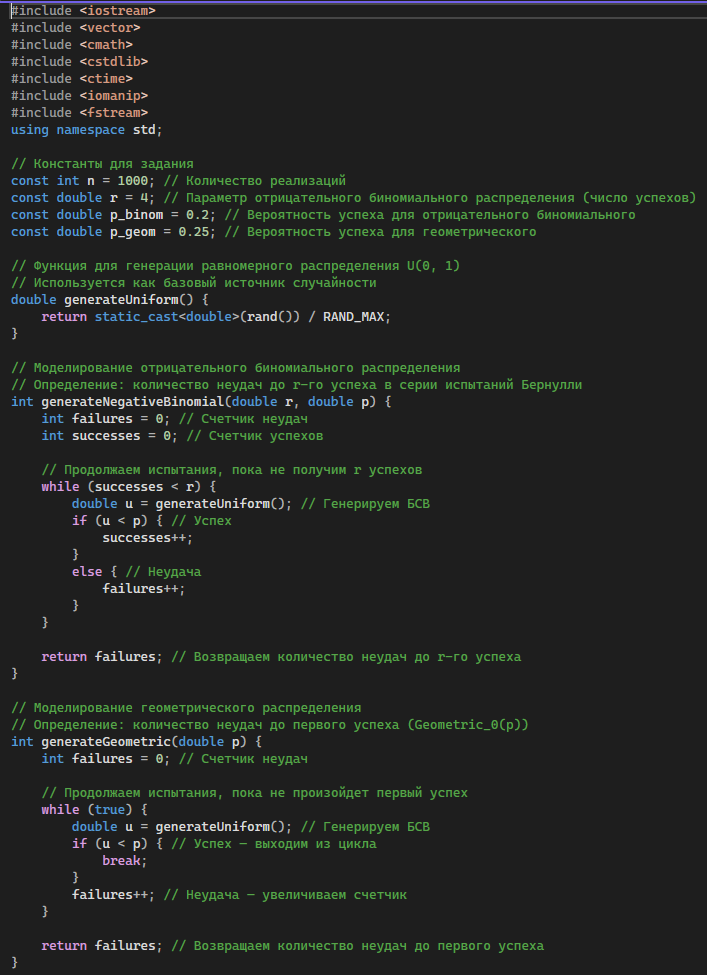 #include <iostream>
#include <vector>
#include <cmath>
#include <cstdlib>
#include <ctime>
#include <iomanip>
#include <fstream>
using namespace std;

// Константы для задания
const int n = 1000; // Количество реализаций
const double r = 4; // Параметр отрицательного биномиального распределения (число успехов)
const double p_binom = 0.2; // Вероятность успеха для отрицательного биномиального
const double p_geom = 0.25; // Вероятность успеха для геометрического

// Функция для генерации равномерного распределения U(0, 1)
// Используется как базовый источник случайности
double generateUniform() {
    return static_cast<double>(rand()) / RAND_MAX;
}

// Моделирование отрицательного биномиального распределения
// Определение: количество неудач до r-го успеха в серии испытаний Бернулли
int generateNegativeBinomial(double r, double p) {
    int failures = 0; // Счетчик неудач
    int successes = 0; // Счетчик успехов

    // Продолжаем испытания, пока не получим r успехов
    while (successes < r) {
        double u = generateUniform(); // Генерируем БСВ
        if (u < p) { // Успех
            successes++;
        }
        else { // Неудача
            failures++;
        }
    }

    return failures; // Возвращаем количество неудач до r-го успеха
}

// Моделирование геометрического распределения
// Определение: количество неудач до первого успеха (Geometric_0(p))
int generateGeometric(double p) {
    int failures = 0; // Счетчик неудач

    // Продолжаем испытания, пока не произойдет первый успех
    while (true) {
        double u = generateUniform(); // Генерируем БСВ
        if (u < p) { // Успех — выходим из цикла
            break;
        }
        failures++; // Неудача — увеличиваем счетчик
    }

    return failures; // Возвращаем количество неудач до первого успеха
}